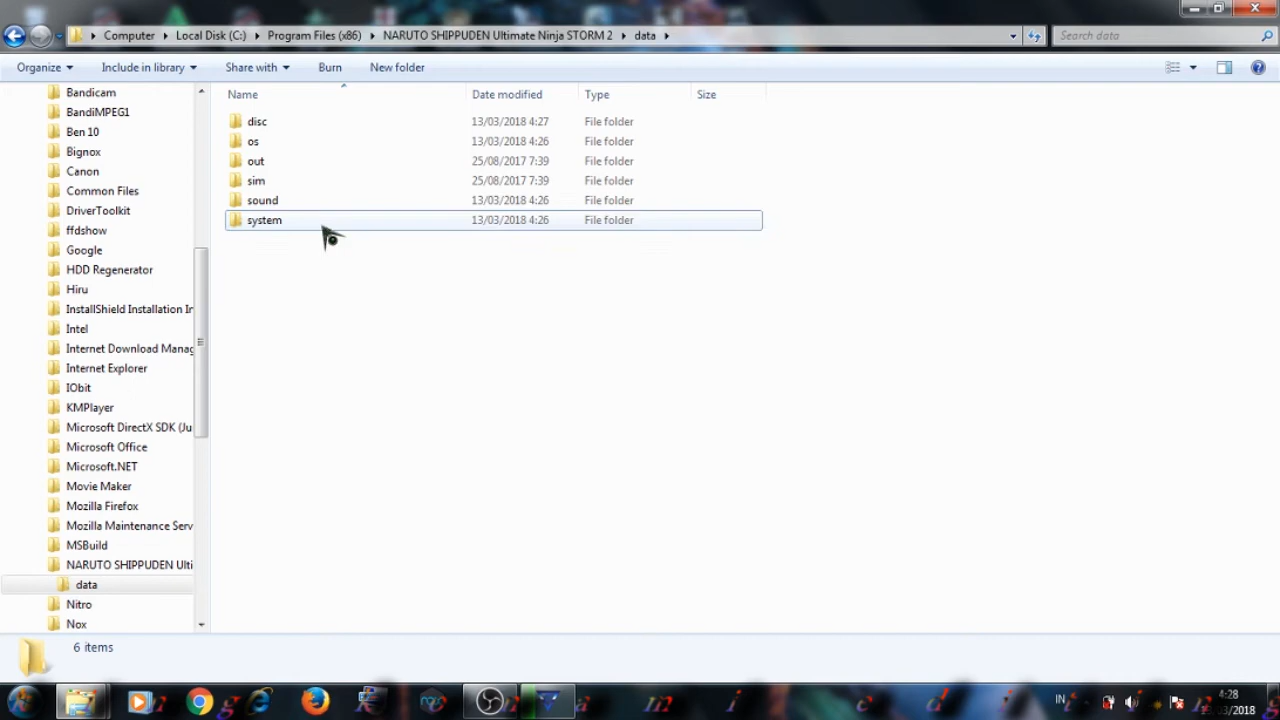 Computer Local Disk (C:) Program Files (x86) NARUTO SHIPPUDEN Ultimate Ninja STORM 2 data Search data
Organize Include in library Share with Burn New folder
Bandicam
BandiMPEG1
Ben 10
Bignox
Canon
Common Files
DriverToolkit
ffdshow
Google
HDD Regenerator
Hiru
InstallShield Installation Ir
Intel
Internet Download Manag
Internet Explorer
IObit
KMPlayer
Microsoft DirectX SDK (Ju
Microsoft Office
Microsoft.NET
Movie Maker
Mozilla Firefox
Mozilla Maintenance Serv
MSBuild
NARUTO SHIPPUDEN Ulti
data
Nitro
Nox
Name Date modified Type Size
disc 13/03/2018 4:27 File folder
os 13/03/2018 4:26 File folder
out 25/08/2017 7:39 File folder
sim 25/08/2017 7:39 File folder
sound 13/03/2018 4:26 File folder
system 13/03/2018 4:26 File folder
6 items
IN 4:28
/2018